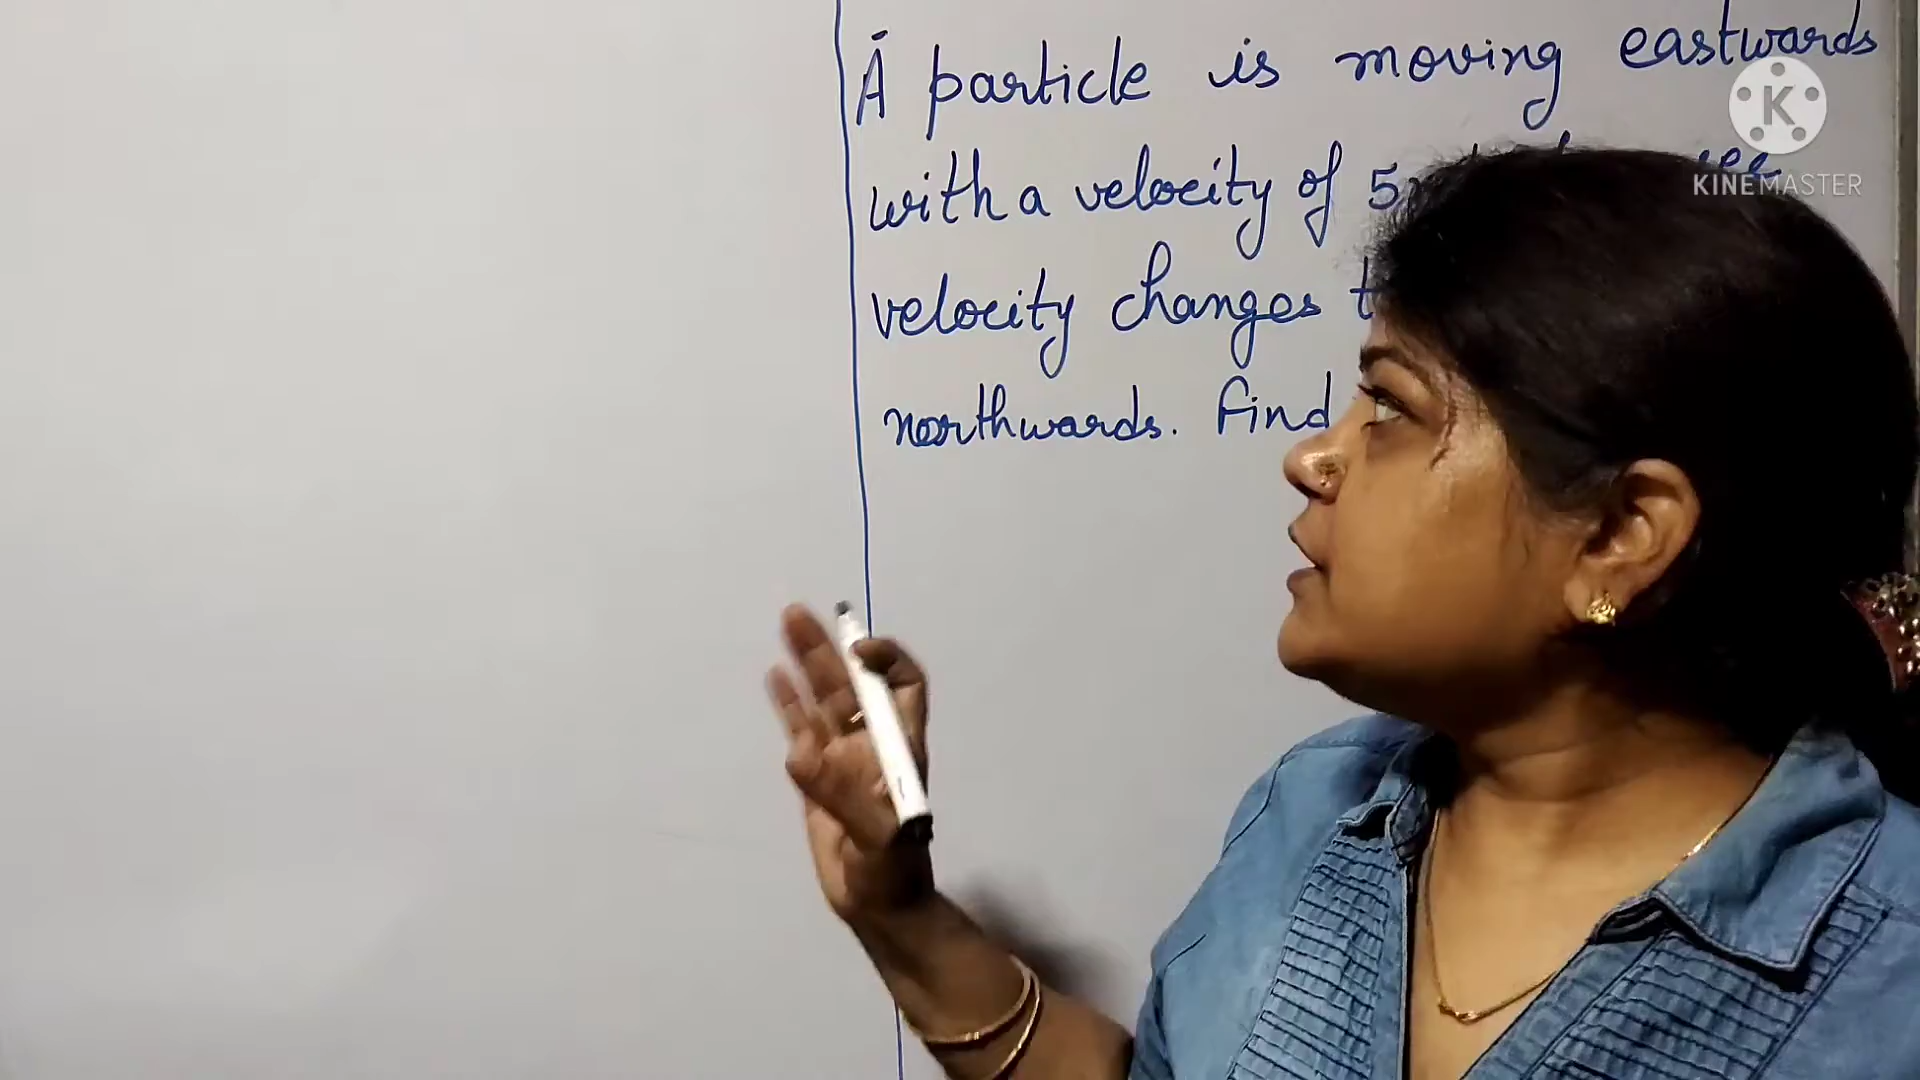 A particle is moving eastwards
with a velocity of 5
velocity changes
northwards. Find
K
KINEMASTER